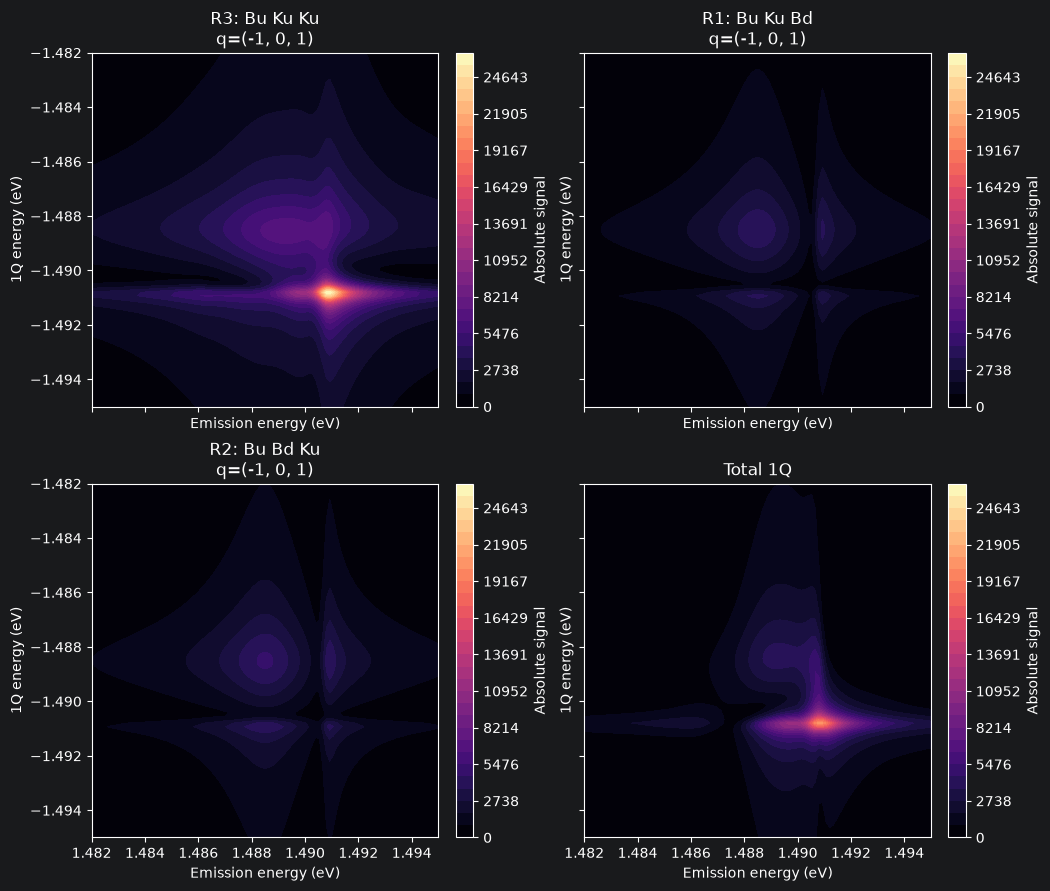 R3: Bu Ku Ku
q=(-1, 0, 1)
−1.482
−1.484
−1.486
−1.488
−1.490
−1.492
−1.494
1Q energy (eV)
Emission energy (eV)
24643
21905
19167
16429
13691
10952
8214
5476
2738
0
Absolute signal
R1: Bu Ku Bd
q=(-1, 0, 1)
1Q energy (eV)
Emission energy (eV)
24643
21905
19167
16429
13691
10952
8214
5476
2738
0
Absolute signal
R2: Bu Bd Ku
q=(-1, 0, 1)
−1.482
−1.484
−1.486
−1.488
−1.490
−1.492
−1.494
1Q energy (eV)
1.482 1.484 1.486 1.488 1.490 1.492 1.494
Emission energy (eV)
24643
21905
19167
16429
13691
10952
8214
5476
2738
0
Absolute signal
Total 1Q
1Q energy (eV)
1.482 1.484 1.486 1.488 1.490 1.492 1.494
Emission energy (eV)
24643
21905
19167
16429
13691
10952
8214
5476
2738
0
Absolute signal